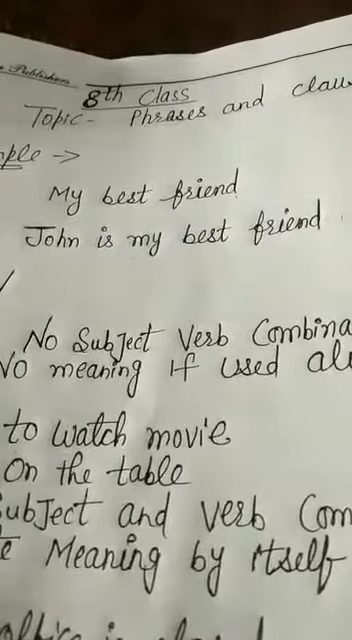 Publishers
8th Class
Topic- Phrases and clau
mple →
My best friend
John is my best friend
No Subject Verb Combina
No meaning If used al
to watch movie
On the table
Subject and verb Com
Meaning by Itself